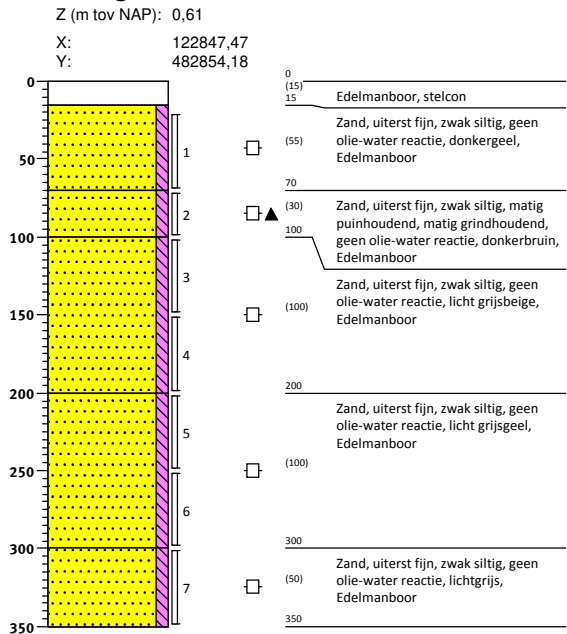 Z (m tov NAP): 0,61
X: 122847,47
Y: 482854,18
0
50
100
150
200
250
300
350
1
2
3
4
5
6
7
0
(15)
15
Edelmanboor, stelcon
(55)
Zand, uiterst fijn, zwak siltig, geen
olie-water reactie, donkergeel,
Edelmanboor
70
(30)
Zand, uiterst fijn, zwak siltig, matig
puinhoudend, matig grindhoudend,
geen olie-water reactie, donkerbruin,
Edelmanboor
100
(100)
Zand, uiterst fijn, zwak siltig, geen
olie-water reactie, licht grijsbeige,
Edelmanboor
200
Zand, uiterst fijn, zwak siltig, geen
olie-water reactie, licht grijsgeel,
Edelmanboor
(100)
300
Zand, uiterst fijn, zwak siltig, geen
olie-water reactie, lichtgrijs,
Edelmanboor
(50)
350